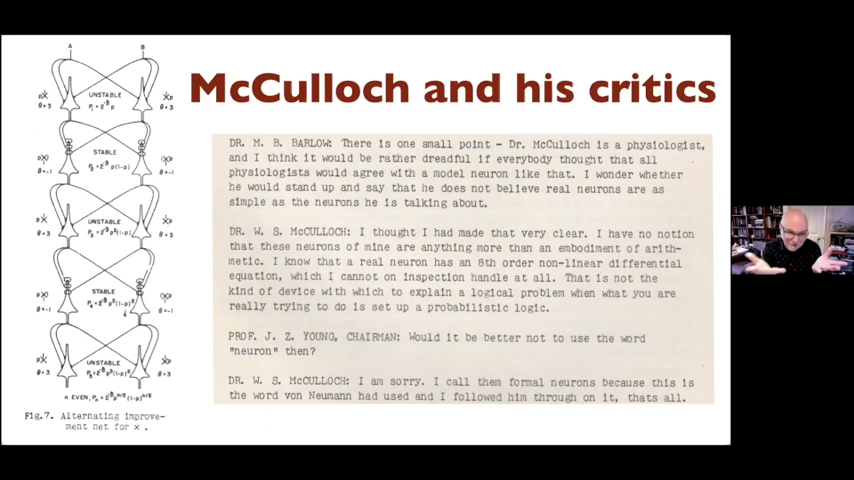 McCulloch and his critics
DR. M. B. BARLOW: There is one small point - Dr. McCulloch is a physiologist,
and I think it would be rather dreadful if everybody thought that all
physiologists would agree with a model neuron like that. I wonder whether
he would stand up and say that he does not believe real neurons are as
simple as the neurons he is talking about.
DR. W. S. McCULLOCH: I thought I had made that very clear. I have no notion
that these neurons of mine are anything more than an embodiment of arith-
metic. I know that a real neuron has an 8th order non-linear differential
equation, which I cannot on inspection handle at all. That is not the
kind of device with which to explain a logical problem when what you are
really trying to do is set up a probabilistic logic.
PROF. J. Z. YOUNG, CHAIRMAN: Would it be better not to use the word
"neuron" then?
DR. W. S. McCULLOCH: I am sorry. I call them formal neurons because this is
the word von Neumann had used and I followed him through on it, thats all.
A B
UNSTABLE
θ=3 θ=3
STABLE
θ=-1 θ=-1
UNSTABLE
θ=3 θ=3
STABLE
θ=-1 θ=-1
UNSTABLE
θ=3 θ=3
n EVEN,
Fig.7. Alternating improve-
ment net for x .